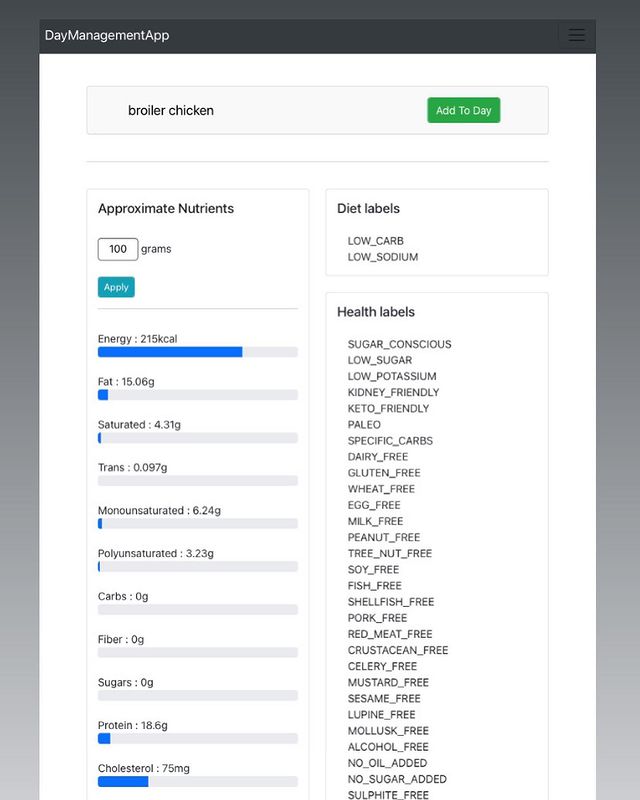 DayManagementApp
broiler chicken
Add To Day
Approximate Nutrients
100 grams
Apply
Energy : 215kcal
Fat : 15.06g
Saturated : 4.31g
Trans : 0.097g
Monounsaturated : 6.24g
Polyunsaturated : 3.23g
Carbs : 0g
Fiber : 0g
Sugars : 0g
Protein : 18.6g
Cholesterol : 75mg
Diet labels
LOW_CARB
LOW_SODIUM
Health labels
SUGAR_CONSCIOUS
LOW_SUGAR
LOW_POTASSIUM
KIDNEY_FRIENDLY
KETO_FRIENDLY
PALEO
SPECIFIC_CARBS
DAIRY_FREE
GLUTEN_FREE
WHEAT_FREE
EGG_FREE
MILK_FREE
PEANUT_FREE
TREE_NUT_FREE
SOY_FREE
FISH_FREE
SHELLFISH_FREE
PORK_FREE
RED_MEAT_FREE
CRUSTACEAN_FREE
CELERY_FREE
MUSTARD_FREE
SESAME_FREE
LUPINE_FREE
MOLLUSK_FREE
ALCOHOL_FREE
NO_OIL_ADDED
NO_SUGAR_ADDED
SULPHITE_FREE